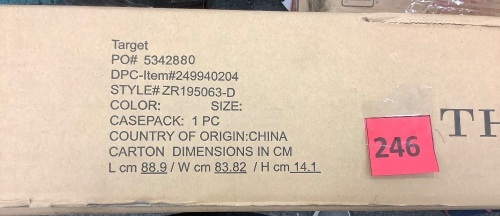 Target
PO# 5342880
DPC-Item#249940204
STYLE# ZR195063-D
COLOR: SIZE:
CASEPACK: 1 PC
COUNTRY OF ORIGIN:CHINA
CARTON DIMENSIONS IN CM
L cm 88.9 / W cm 83.82 / H cm 14.1
246
TH